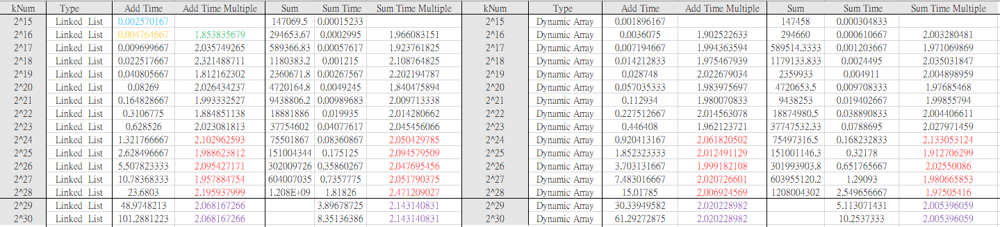 kNum Type Add Time Add Time Multiple Sum Sum Time Sum Time Multiple kNum Type Add Time Add Time Multiple Sum Sum Time Sum Time Multiple
2^15 Linked List 0.002570167 147069.5 0.00015233 2^15 Dynamic Array 0.001896167 147458 0.000304833
2^16 Linked List 0.004764667 1.853835679 294653.67 0.0002995 1.966083151 2^16 Dynamic Array 0.0036075 1.902522633 294660 0.000610667 2.003280481
2^17 Linked List 0.009699667 2.035749265 589366.83 0.00057617 1.923761825 2^17 Dynamic Array 0.007194667 1.994363594 589514.3333 0.001203667 1.971069869
2^18 Linked List 0.022517667 2.321488711 1180383.2 0.001215 2.108764825 2^18 Dynamic Array 0.014212833 1.975467939 1179133.833 0.0024495 2.035031847
2^19 Linked List 0.040805667 1.812162302 2360671.8 0.00267567 2.202194787 2^19 Dynamic Array 0.028748 2.022679034 2359933 0.004911 2.004898959
2^20 Linked List 0.08269 2.026434237 4720164.8 0.0049245 1.840475894 2^20 Dynamic Array 0.057035333 1.983975697 4720653.5 0.009708333 1.97685468
2^21 Linked List 0.164828667 1.993332527 9438806.2 0.00989683 2.009713338 2^21 Dynamic Array 0.112934 1.980070833 9438253 0.019402667 1.99855794
2^22 Linked List 0.3106775 1.884851138 18881886 0.019935 2.014280662 2^22 Dynamic Array 0.227512667 2.014563078 18874980.5 0.038890833 2.004406611
2^23 Linked List 0.628526 2.023081813 37754602 0.04077617 2.045456066 2^23 Dynamic Array 0.446408 1.962123721 37747532.33 0.0788695 2.027971459
2^24 Linked List 1.321766667 2.102962593 75501867 0.08360867 2.050429785 2^24 Dynamic Array 0.920413167 2.061820502 75497316.5 0.168232833 2.133053124
2^25 Linked List 2.628496667 1.988623812 151004344 0.175125 2.094579509 2^25 Dynamic Array 1.852323333 2.012491129 151001146.3 0.32178 1.912706299
2^26 Linked List 5.507823333 2.095427171 302009726 0.35860267 2.047695456 2^26 Dynamic Array 3.703131667 1.999182108 301993903.8 0.651765667 2.02550086
2^27 Linked List 10.78368333 1.957884754 604007035 0.7357775 2.051790375 2^27 Dynamic Array 7.483016667 2.020726601 603955120.2 1.29093 1.980665853
2^28 Linked List 23.6803 2.195937999 1.208E+09 1.81826 2.471209027 2^28 Dynamic Array 15.01785 2.006924569 1208004302 2.549656667 1.97505416
2^29 Linked List 48.9748213 2.068167266 3.89678725 2.143140831 2^29 Dynamic Array 30.33949582 2.020228982 5.113071431 2.005396059
2^30 Linked List 101.2881223 2.068167266 8.35136386 2.143140831 2^30 Dynamic Array 61.29272875 2.020228982 10.2537333 2.005396059